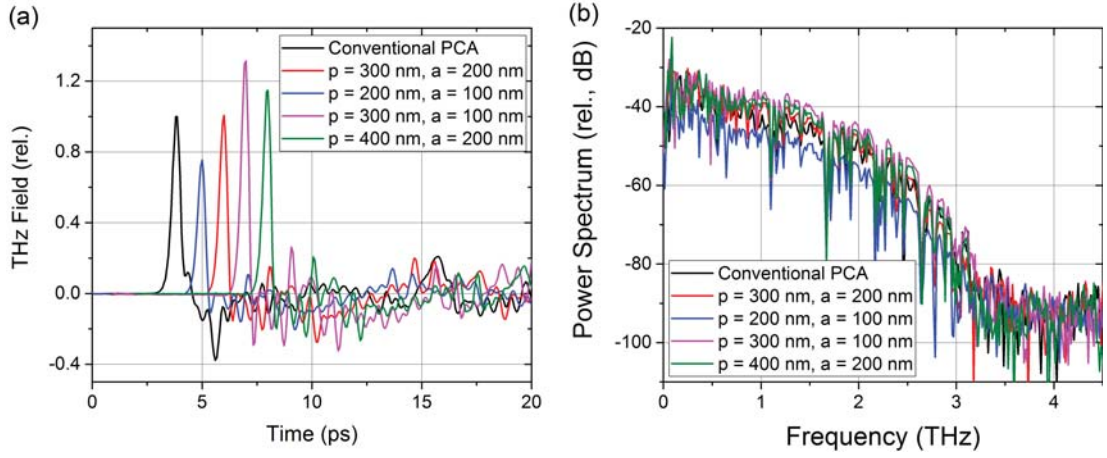 (a)
1.2
0.8
0.4
0.0
-0.4
THz Field (rel.)
0
5
10
15
20
Time (ps)
Conventional PCA
p = 300 nm, a = 200 nm
p = 200 nm, a = 100 nm
p = 300 nm, a = 100 nm
p = 400 nm, a = 200 nm
(b)
-20
-40
-60
-80
-100
Power Spectrum (rel., dB)
0
1
2
3
4
Frequency (THz)
Conventional PCA
p = 300 nm, a = 200 nm
p = 200 nm, a = 100 nm
p = 300 nm, a = 100 nm
p = 400 nm, a = 200 nm